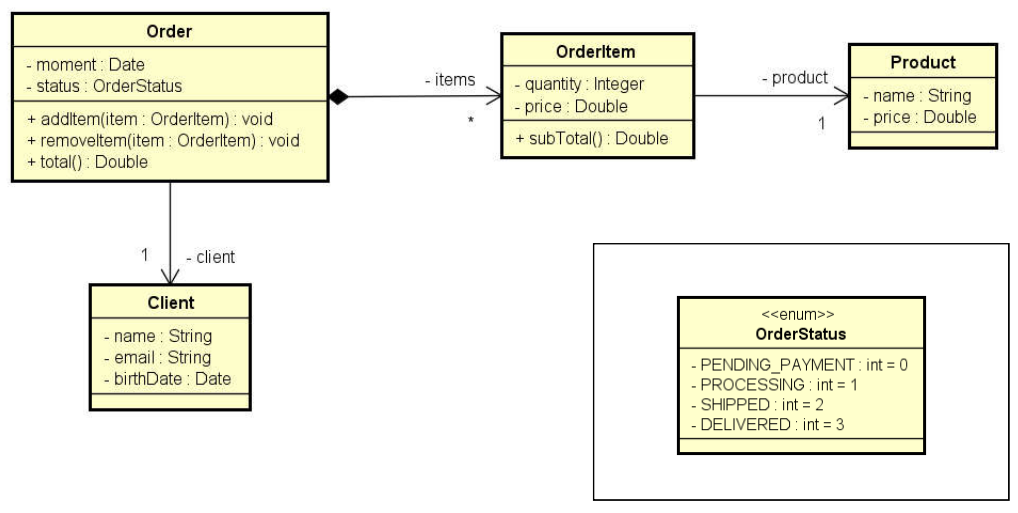 Order
- moment : Date
- status : OrderStatus
+ addItem(item : OrderItem) : void
+ removeItem(item : OrderItem) : void
+ total() : Double
- items
*
OrderItem
- quantity : Integer
- price : Double
+ subTotal() : Double
- product
1
Product
- name : String
- price : Double
1
- client
Client
- name : String
- email : String
- birthDate : Date
<<enum>>
OrderStatus
- PENDING_PAYMENT : int = 0
- PROCESSING : int = 1
- SHIPPED : int = 2
- DELIVERED : int = 3